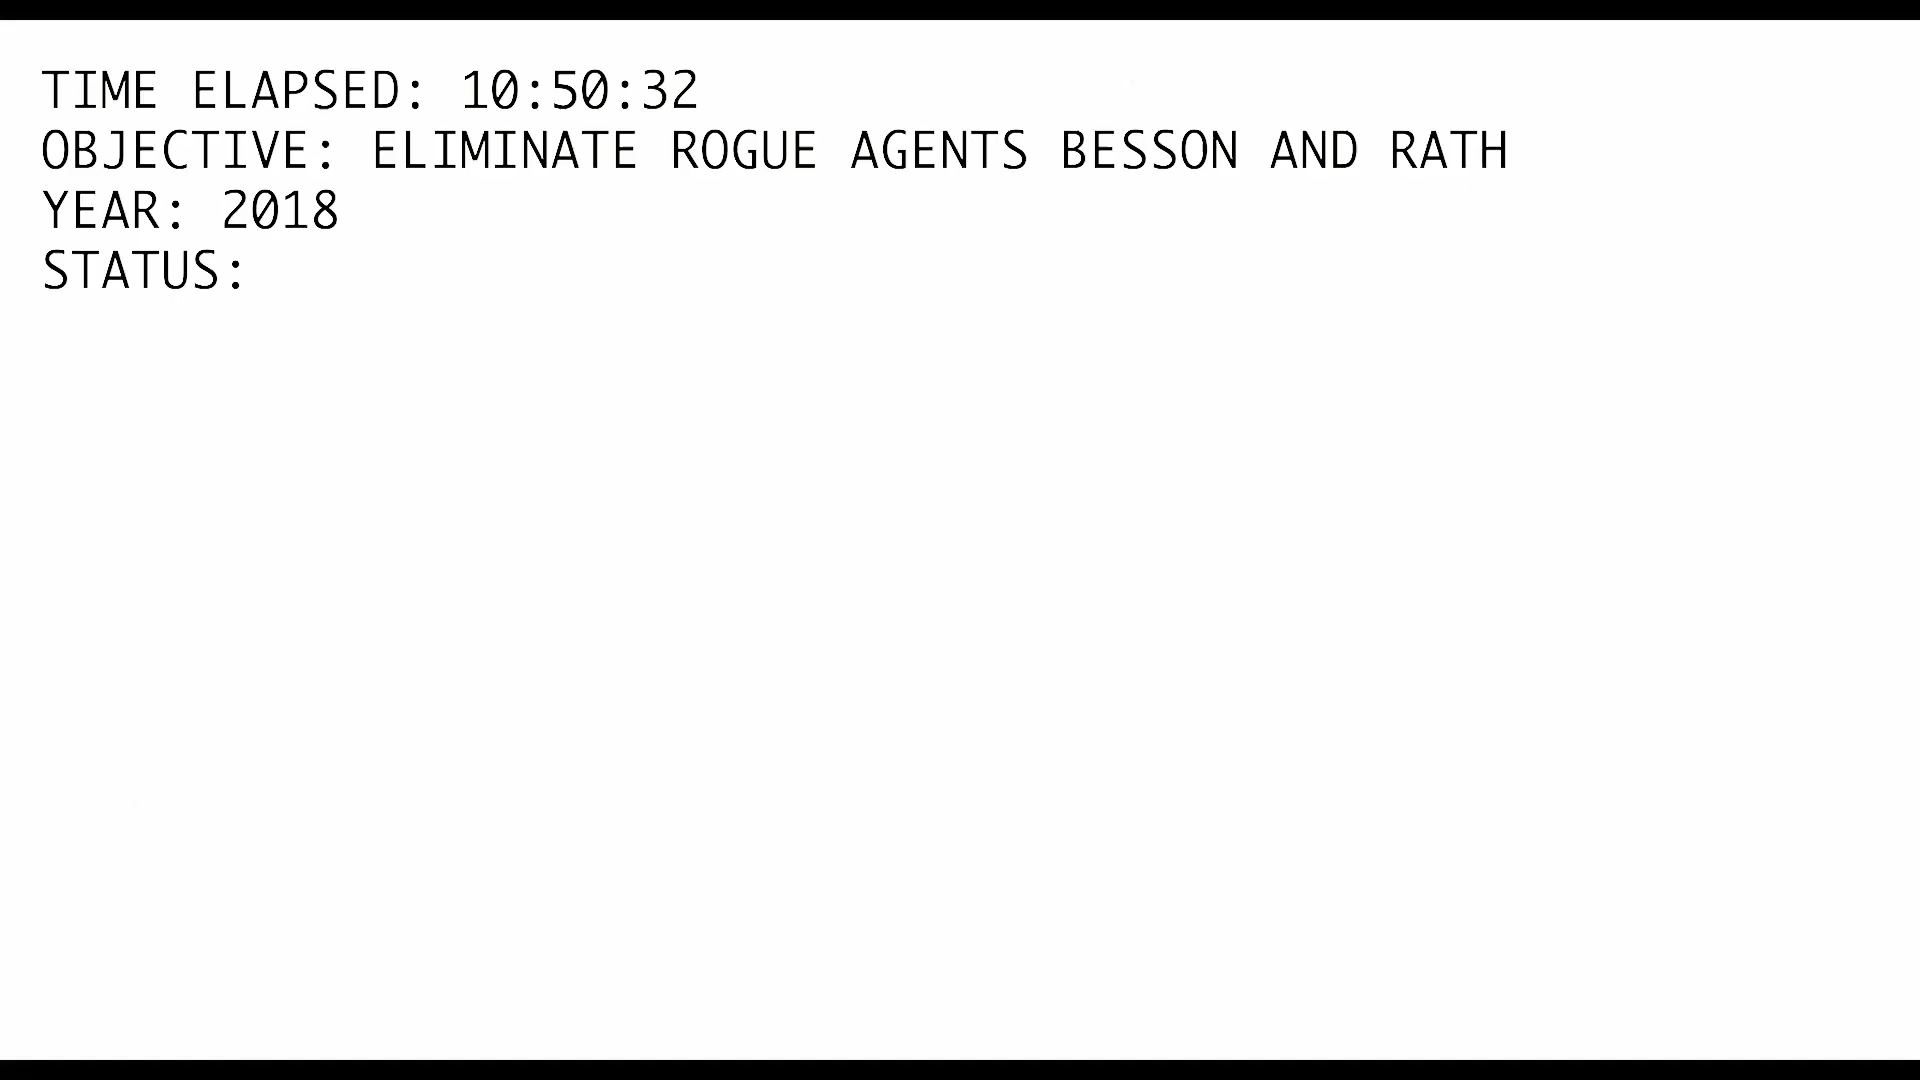 TIME ELAPSED: 10:50:32
OBJECTIVE: ELIMINATE ROGUE AGENTS BESSON AND RATH
YEAR: 2018
STATUS: